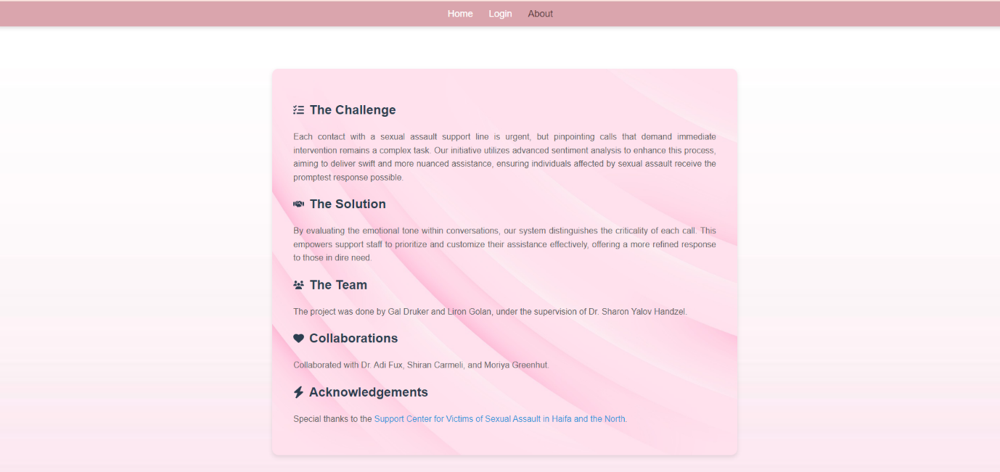 Home Login About
The Challenge
Each contact with a sexual assault support line is urgent, but pinpointing calls that demand immediate
intervention remains a complex task. Our initiative utilizes advanced sentiment analysis to enhance this process,
aiming to deliver swift and more nuanced assistance, ensuring individuals affected by sexual assault receive the
promptest response possible.
The Solution
By evaluating the emotional tone within conversations, our system distinguishes the criticality of each call. This
empowers support staff to prioritize and customize their assistance effectively, offering a more refined response
to those in dire need.
The Team
The project was done by Gal Druker and Liron Golan, under the supervision of Dr. Sharon Yalov Handzel.
Collaborations
Collaborated with Dr. Adi Fux, Shiran Carmeli, and Moriya Greenhut.
Acknowledgements
Special thanks to the Support Center for Victims of Sexual Assault in Haifa and the North.